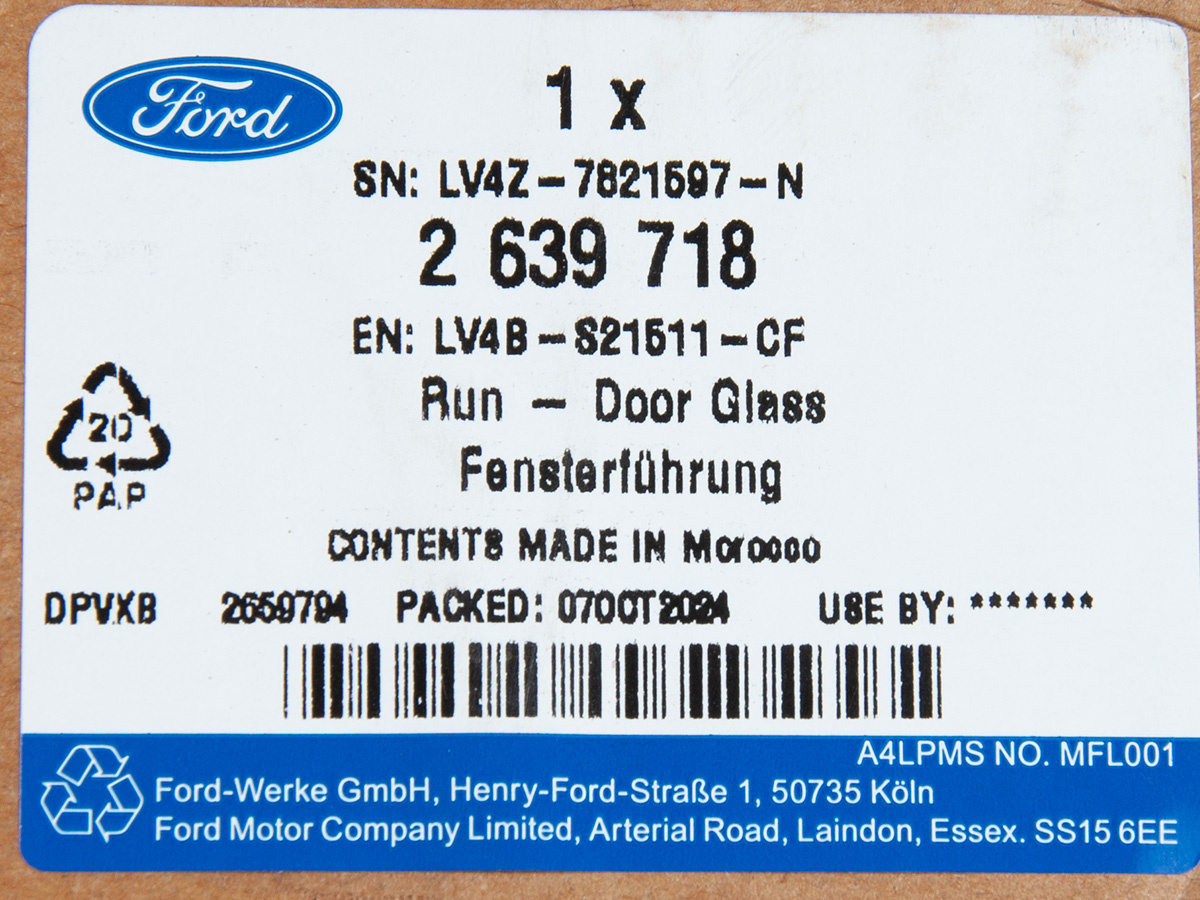 Ford
1 x
SN: LV4Z-7821597-N
2 639 718
EN: LV4B-S21511-CF
Run - Door Glass
Fensterführung
20
PAP
CONTENTS MADE IN Morocco
DPVXB 2659794 PACKED: 07OCT2024 USE BY: *******
A4LPMS NO. MFL001
Ford-Werke GmbH, Henry-Ford-Straße 1, 50735 Köln
Ford Motor Company Limited, Arterial Road, Laindon, Essex. SS15 6EE